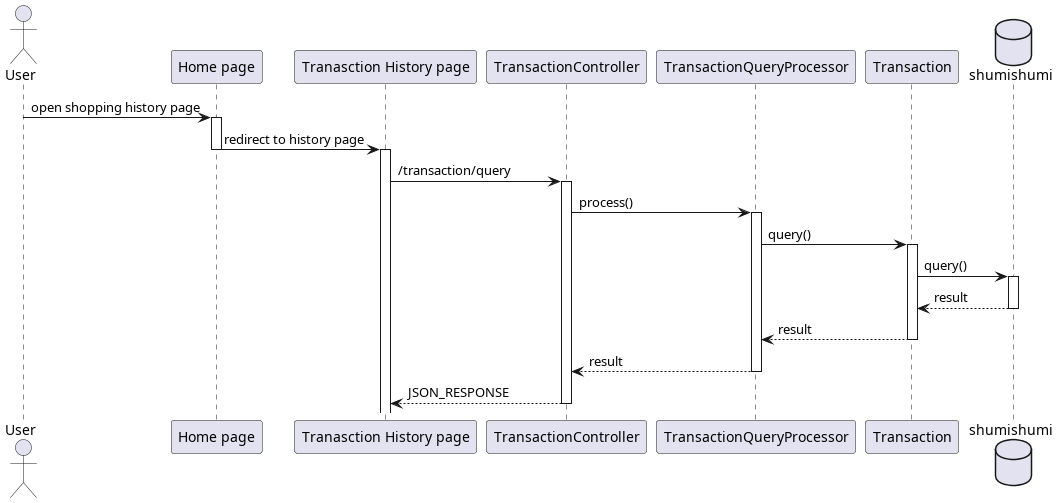 User
Home page
Tranasction History page
TransactionController
TransactionQueryProcessor
Transaction
shumishumi
open shopping history page
redirect to history page
/transaction/query
process()
query()
query()
result
result
result
JSON_RESPONSE
User
Home page
Tranasction History page
TransactionController
TransactionQueryProcessor
Transaction
shumishumi